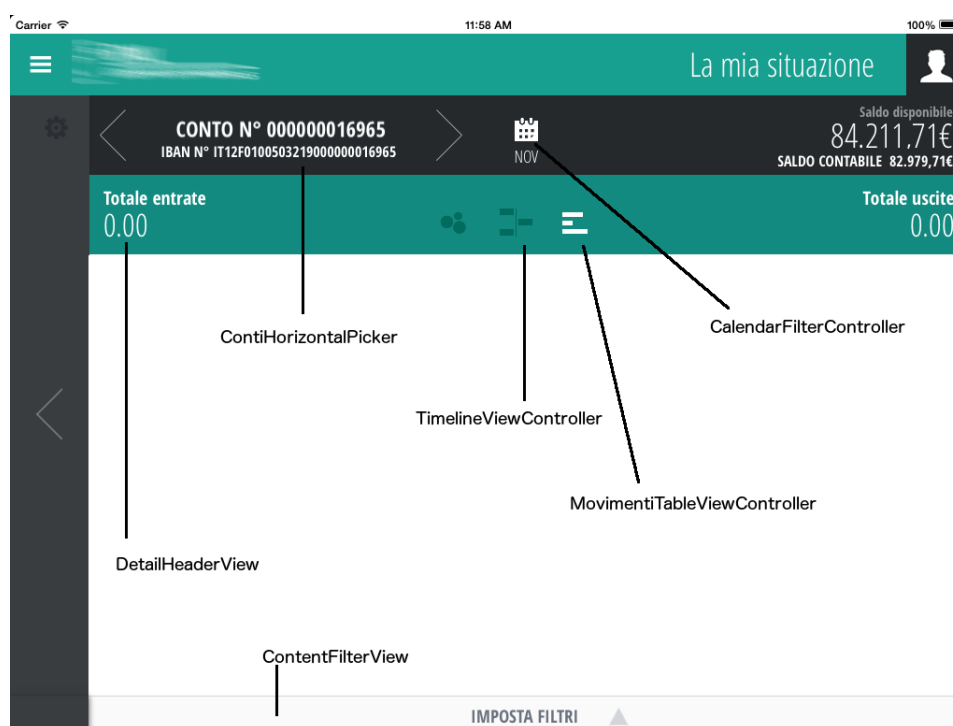 Carrier
11:58 AM
100%
La mia situazione
CONTO N° 000000016965
IBAN N° IT12F0100503219000000016965
NOV
Saldo disponibile
84.211,71€
SALDO CONTABILE 82.979,71€
Totale entrate
0.00
Totale uscite
0.00
ContiHorizontalPicker
CalendarFilterController
TimelineViewController
MovimentiTableViewController
DetailHeaderView
ContentFilterView
IMPOSTA FILTRI